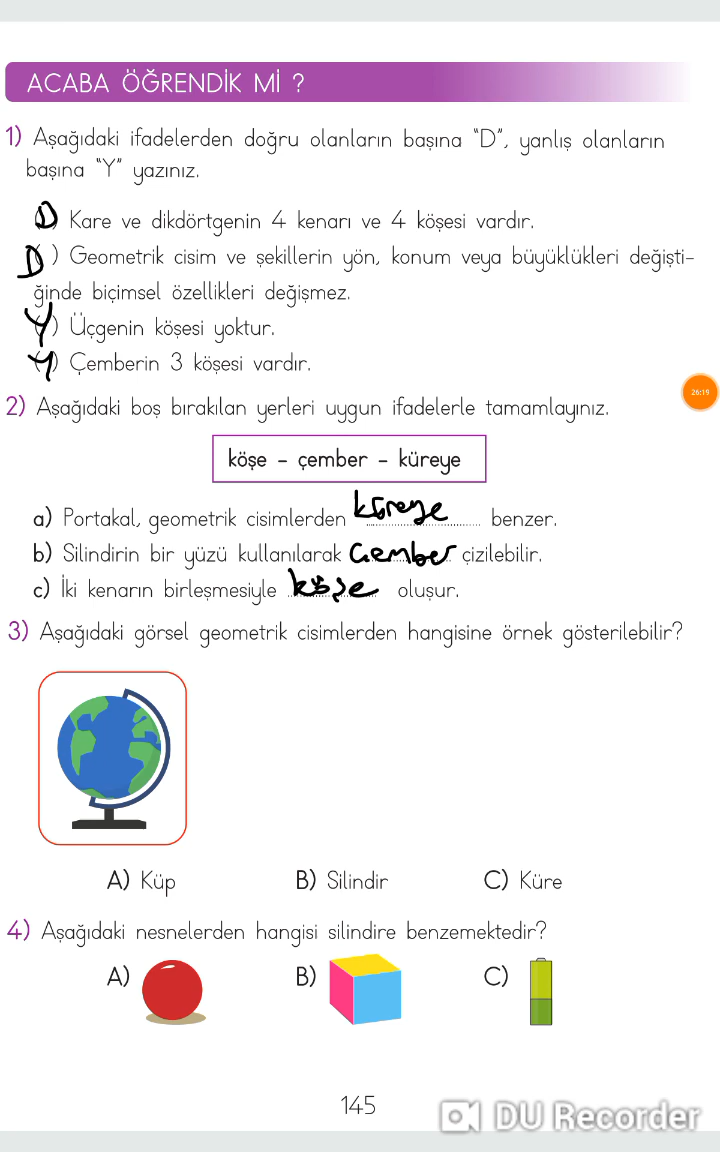 ACABA ÖĞRENDİK Mİ ?
1) Aşağıdaki ifadelerden doğru olanların başına “D”, yanlış olanların
başına “Y” yazınız.
(D) Kare ve dikdörtgenin 4 kenarı ve 4 köşesi vardır.
(D) Geometrik cisim ve şekillerin yön, konum veya büyüklükleri değişti-
ğinde biçimsel özellikleri değişmez.
(Y) Üçgenin köşesi yoktur.
(Y) Çemberin 3 köşesi vardır.
26:19
2) Aşağıdaki boş bırakılan yerleri uygun ifadelerle tamamlayınız.
köşe - çember - küreye
a) Portakal, geometrik cisimlerden küreye benzer.
b) Silindirin bir yüzü kullanılarak Çember çizilebilir.
c) İki kenarın birleşmesiyle köşe oluşur.
3) Aşağıdaki görsel geometrik cisimlerden hangisine örnek gösterilebilir?
A) Küp B) Silindir C) Küre
4) Aşağıdaki nesnelerden hangisi silindire benzemektedir?
A) B) C)
145
DU Recorder